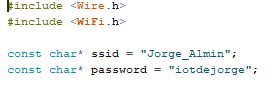 #include <Wire.h>
#include <WiFi.h>
const char* ssid = "Jorge_Almin";
const char* password = "iotdejorge";